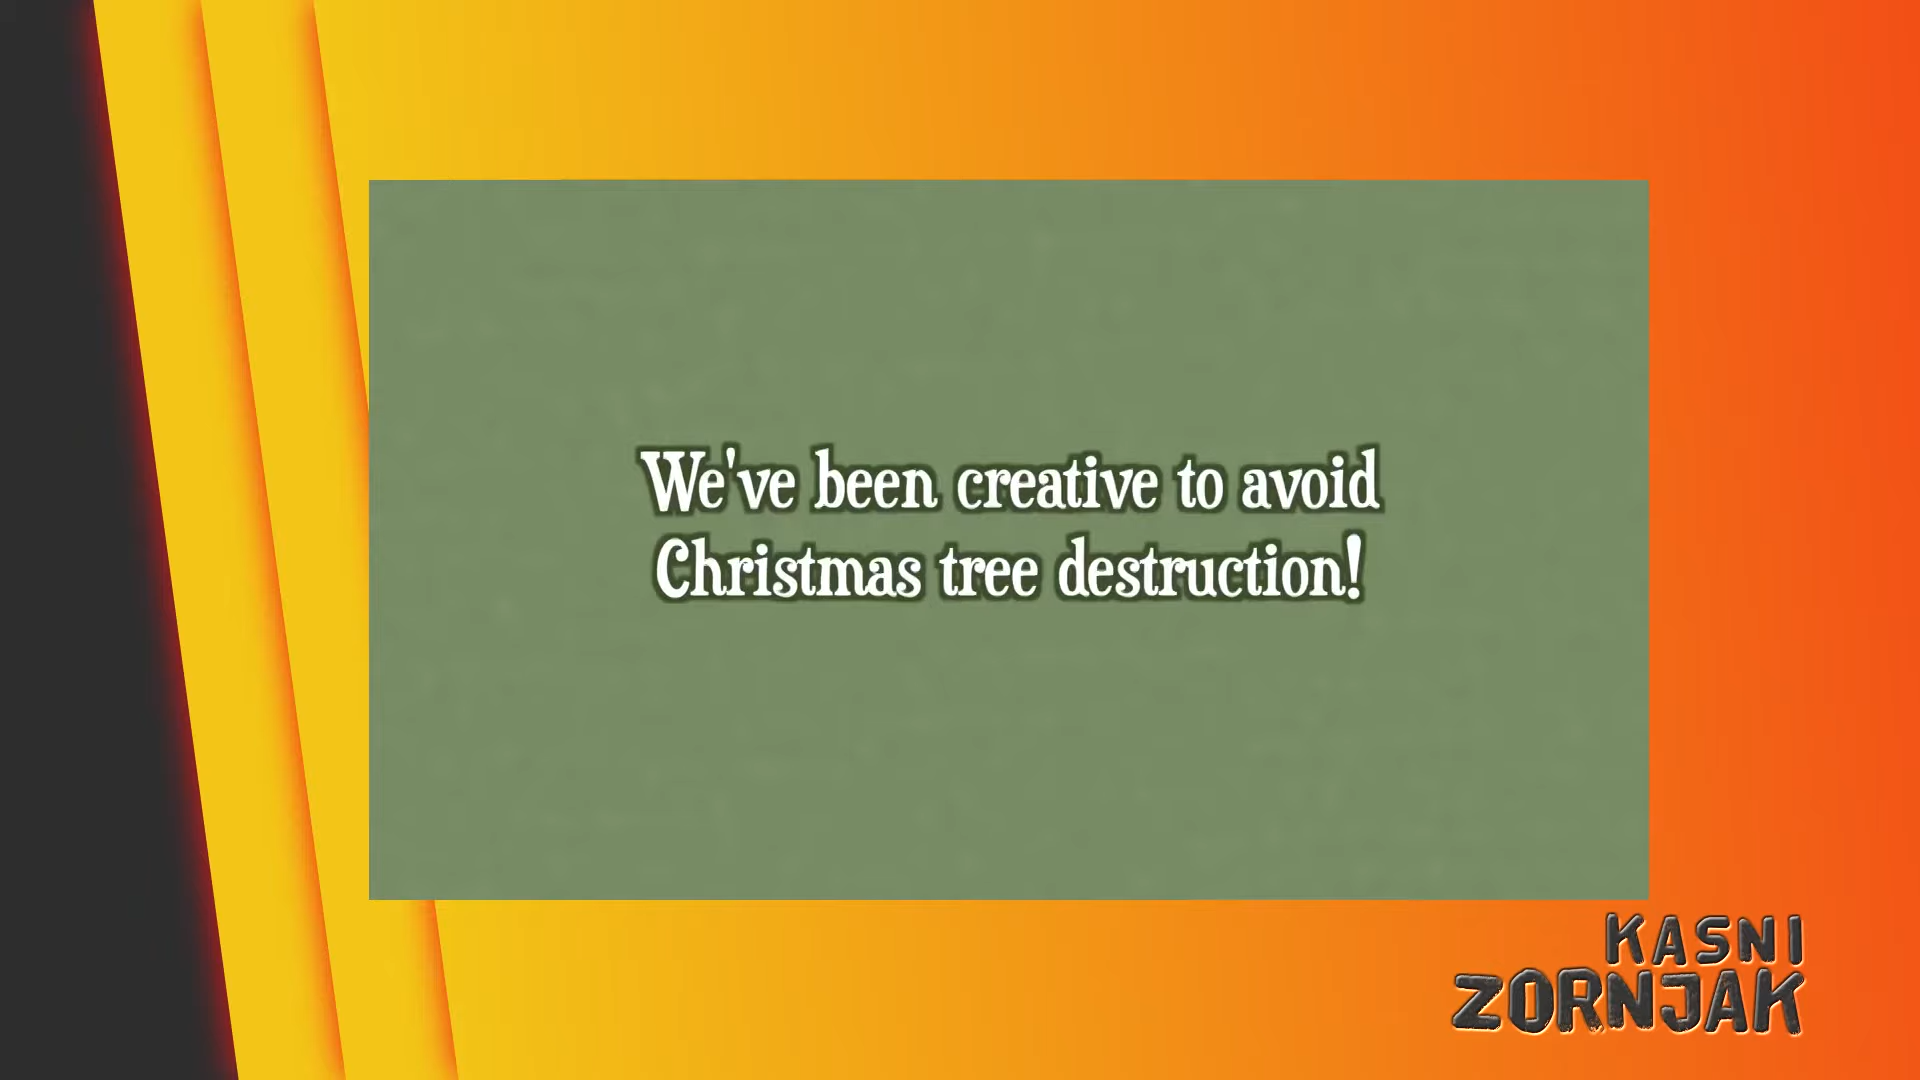 We've been creative to avoid
Christmas tree destruction!
KASNI
ZORNJAK